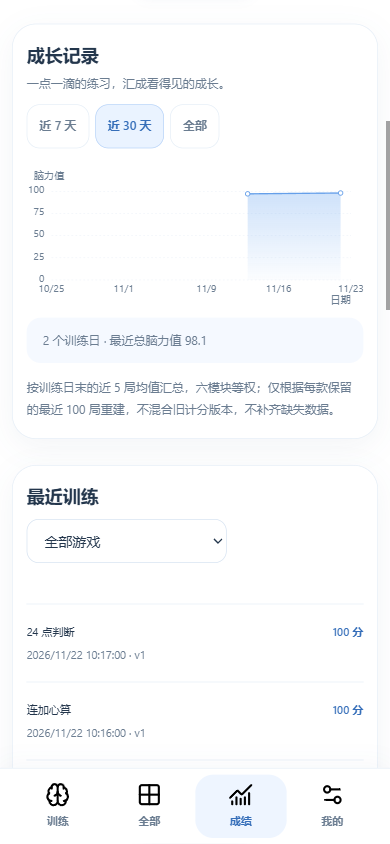 成长记录
一点一滴的练习，汇成看得见的成长。
近 7 天 近 30 天 全部
脑力值
100
75
50
25
0
10/25 11/1 11/9 11/16 11/23
日期
2 个训练日 · 最近总脑力值 98.1
按训练日末的近 5 局均值汇总，六模块等权；仅根据每款保留
的最近 100 局重建，不混合旧计分版本，不补齐缺失数据。
最近训练
全部游戏
24 点判断 100 分
2026/11/22 10:17:00 · v1
连加心算 100 分
2026/11/22 10:16:00 · v1
训练 全部 成绩 我的